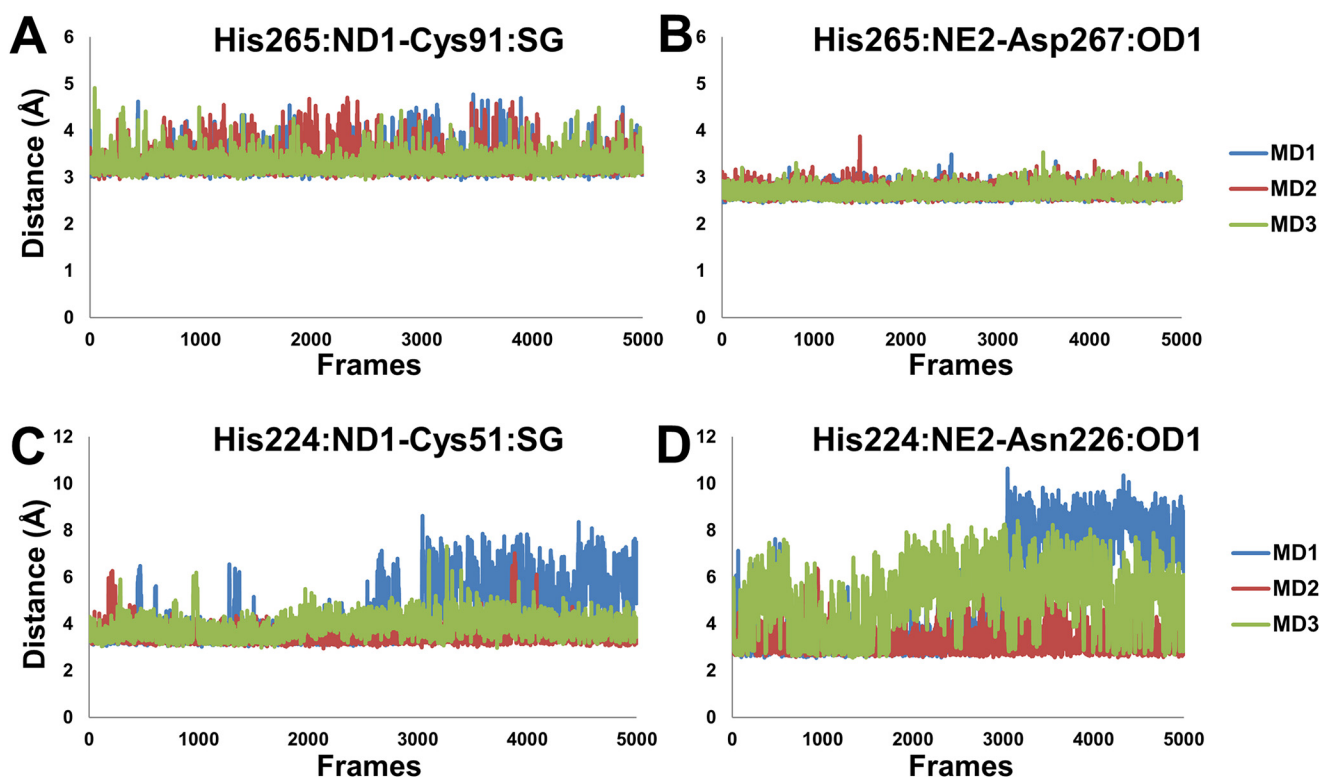 A
His265:ND1-Cys91:SG
6
5
4
3
2
1
0
Distance (Å)
0 1000 2000 3000 4000 5000
Frames
B
His265:NE2-Asp267:OD1
6
5
4
3
2
1
0
0 1000 2000 3000 4000 5000
Frames
MD1
MD2
MD3
C
His224:ND1-Cys51:SG
12
10
8
6
4
2
0
Distance (Å)
0 1000 2000 3000 4000 5000
Frames
D
His224:NE2-Asn226:OD1
12
10
8
6
4
2
0
0 1000 2000 3000 4000 5000
Frames
MD1
MD2
MD3